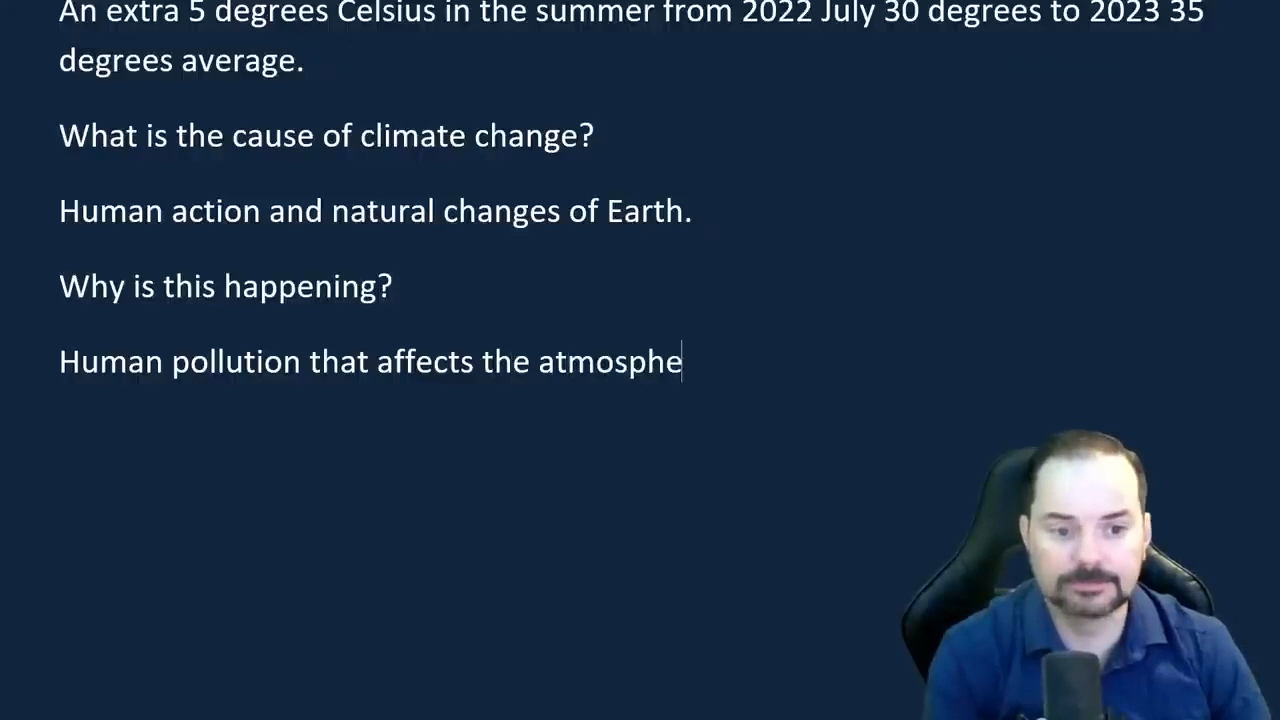 An extra 5 degrees Celsius in the summer from 2022 July 30 degrees to 2023 35
degrees average.
What is the cause of climate change?
Human action and natural changes of Earth.
Why is this happening?
Human pollution that affects the atmosphe